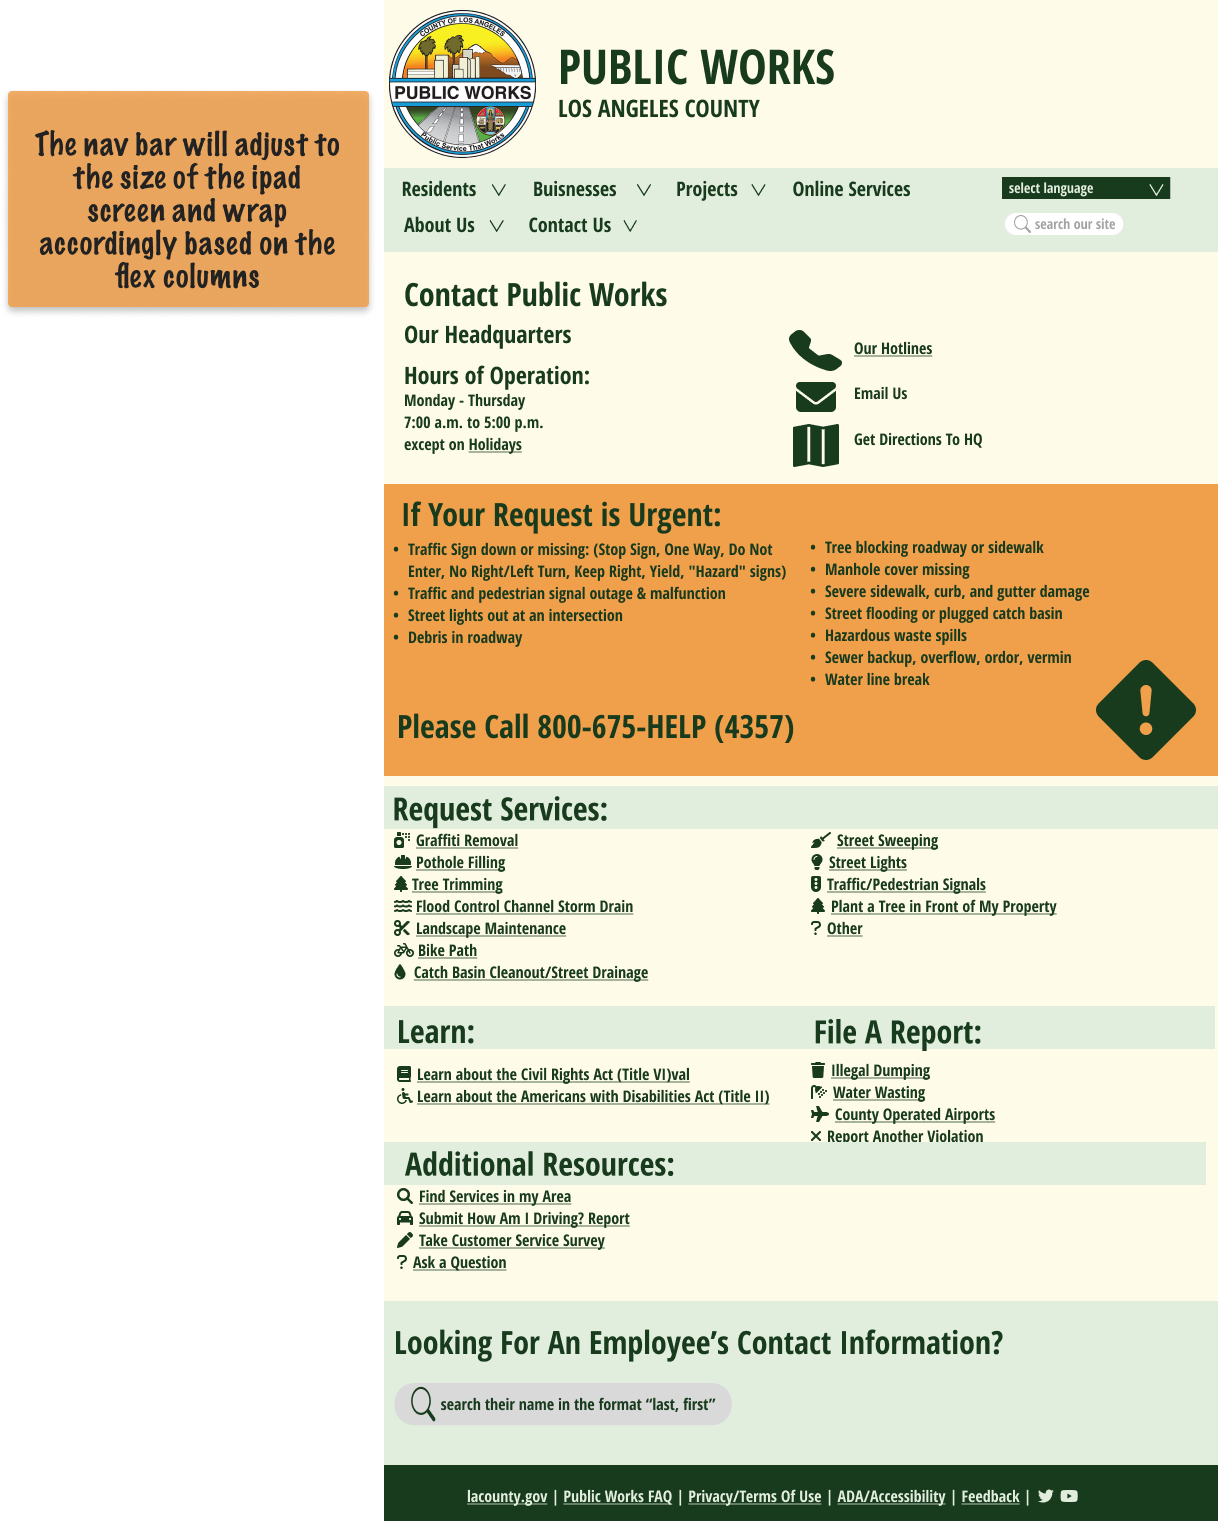 The nav bar will adjust to
the size of the ipad
screen and wrap
accordingly based on the
flex columns
COUNTY OF LOS ANGELES
PUBLIC WORKS
Public Service That Works
PUBLIC WORKS
LOS ANGELES COUNTY
Residents Buisnesses Projects Online Services select language
About Us Contact Us search our site
Contact Public Works
Our Headquarters
Hours of Operation:
Monday - Thursday
7:00 a.m. to 5:00 p.m.
except on Holidays
Our Hotlines
Email Us
Get Directions To HQ
If Your Request is Urgent:
• Traffic Sign down or missing: (Stop Sign, One Way, Do Not
Enter, No Right/Left Turn, Keep Right, Yield, "Hazard" signs)
• Traffic and pedestrian signal outage & malfunction
• Street lights out at an intersection
• Debris in roadway
• Tree blocking roadway or sidewalk
• Manhole cover missing
• Severe sidewalk, curb, and gutter damage
• Street flooding or plugged catch basin
• Hazardous waste spills
• Sewer backup, overflow, ordor, vermin
• Water line break
Please Call 800-675-HELP (4357)
Request Services:
Graffiti Removal
Pothole Filling
Tree Trimming
Flood Control Channel Storm Drain
Landscape Maintenance
Bike Path
Catch Basin Cleanout/Street Drainage
Street Sweeping
Street Lights
Traffic/Pedestrian Signals
Plant a Tree in Front of My Property
? Other
Learn:
Learn about the Civil Rights Act (Title VI)val
Learn about the Americans with Disabilities Act (Title II)
File A Report:
Illegal Dumping
Water Wasting
County Operated Airports
Report Another Violation
Additional Resources:
Find Services in my Area
Submit How Am I Driving? Report
Take Customer Service Survey
? Ask a Question
Looking For An Employee’s Contact Information?
search their name in the format “last, first”
lacounty.gov | Public Works FAQ | Privacy/Terms Of Use | ADA/Accessibility | Feedback |